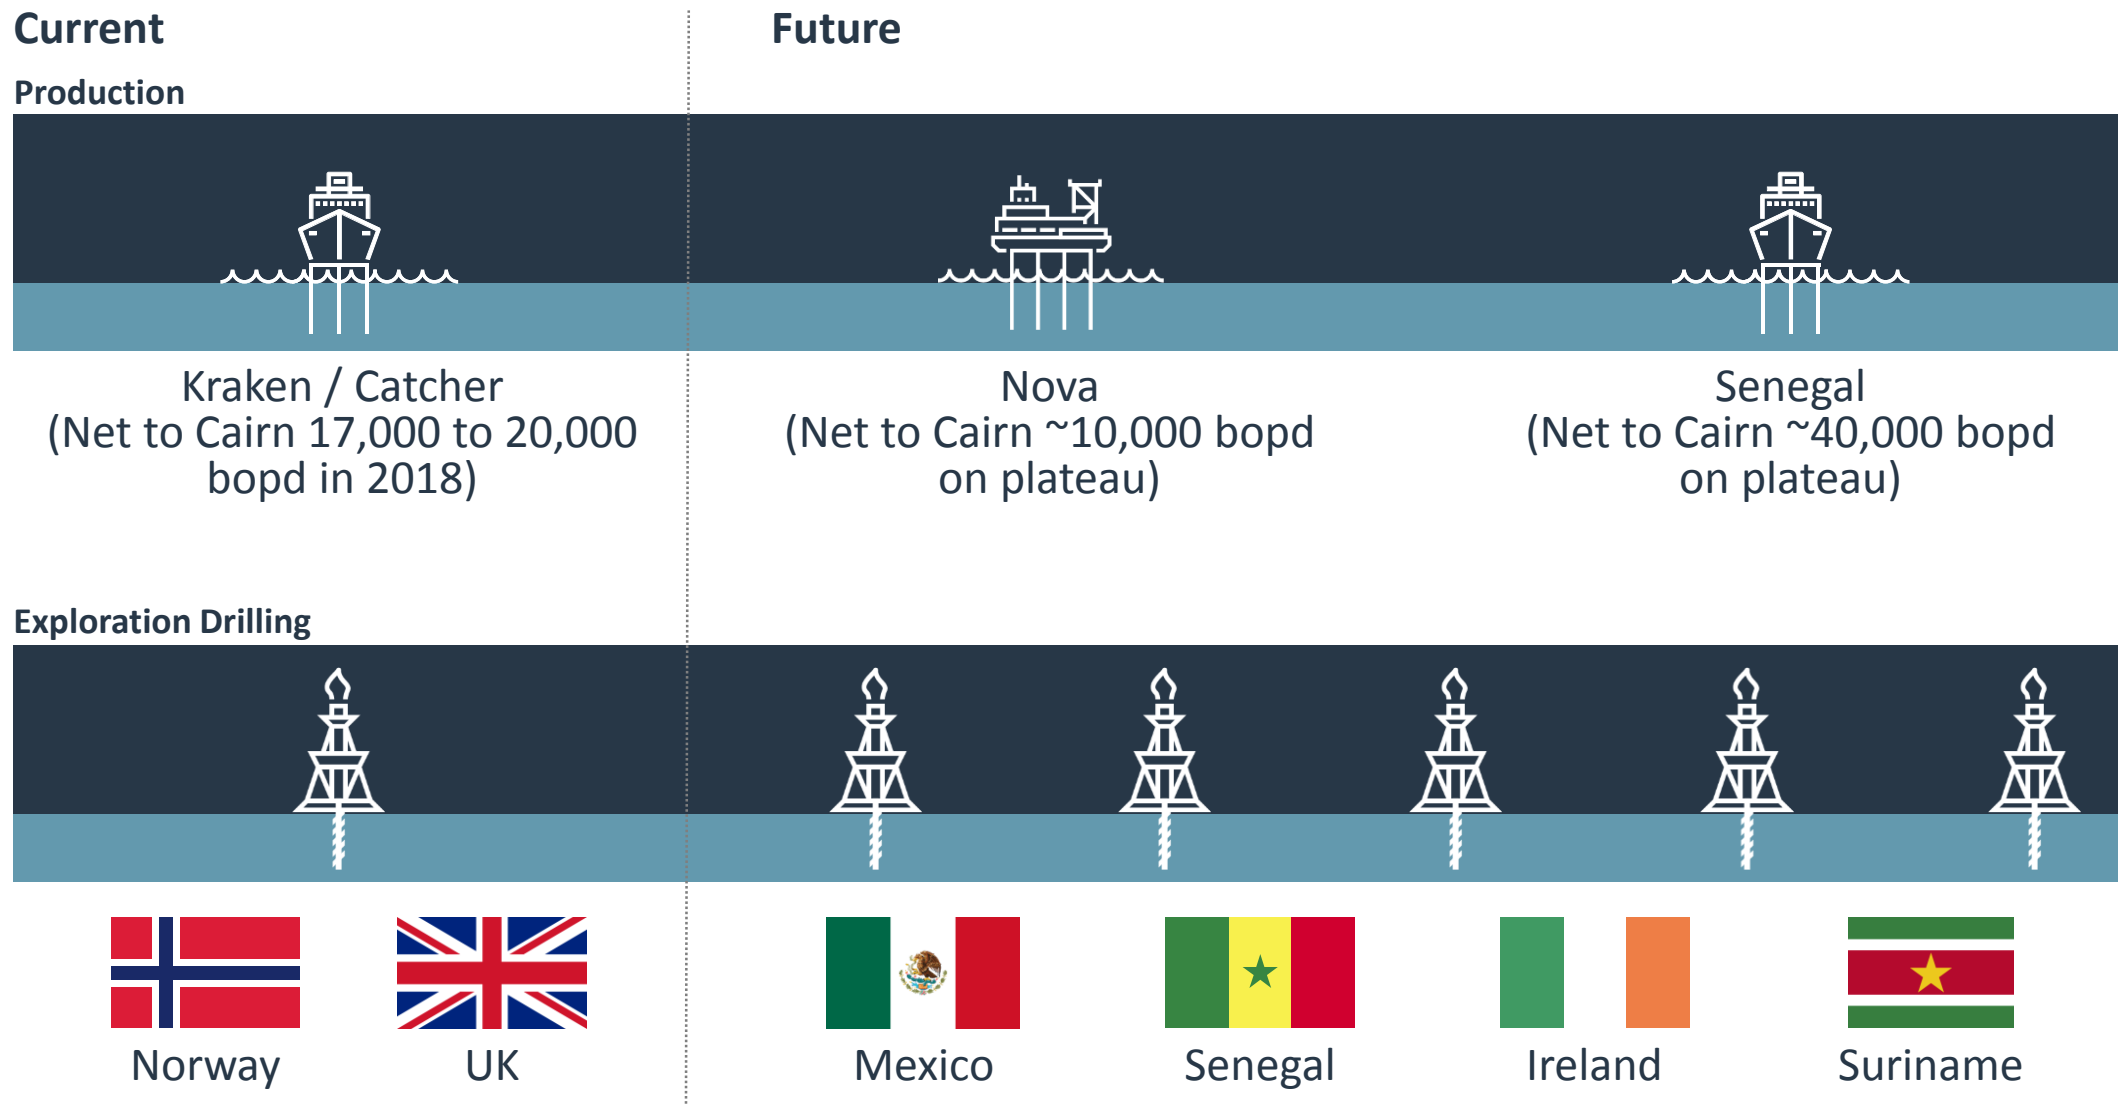 Current
Future
Production
Kraken / Catcher
(Net to Cairn 17,000 to 20,000
bopd in 2018)
Nova
(Net to Cairn ~10,000 bopd
on plateau)
Senegal
(Net to Cairn ~40,000 bopd
on plateau)
Exploration Drilling
Norway
UK
Mexico
Senegal
Ireland
Suriname